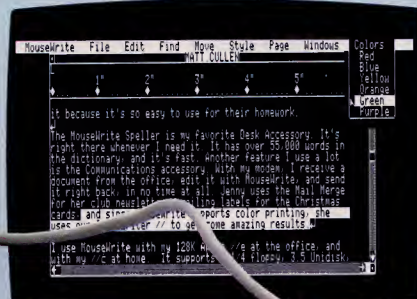 MouseWrite File Edit Find Move Style Page Windows Colors
Red
Blue
Yellow
Orange
Green
Purple
MATT.CULLEN
1" 2" 3" 4" 5"
it because it's so easy to use for their homework.
The MouseWrite Speller is my favorite Desk Accessory. It's
right there whenever I need it. It has over 55,000 words in
the dictionary, and it's fast. Another feature I use a lot
is the Communications accessory. With my modem, I receive a
document from the office, edit it with MouseWrite, and send
it right back, in no time at all. Jenny uses the Mail Merge
for her club newsletter labels for the Christmas
cards, and supports color printing, she
uses // to some amazing results.
I use MouseWrite with my 128K //e at the office, and
with my //c at home It supports floppy, 3.5 Unidisk,